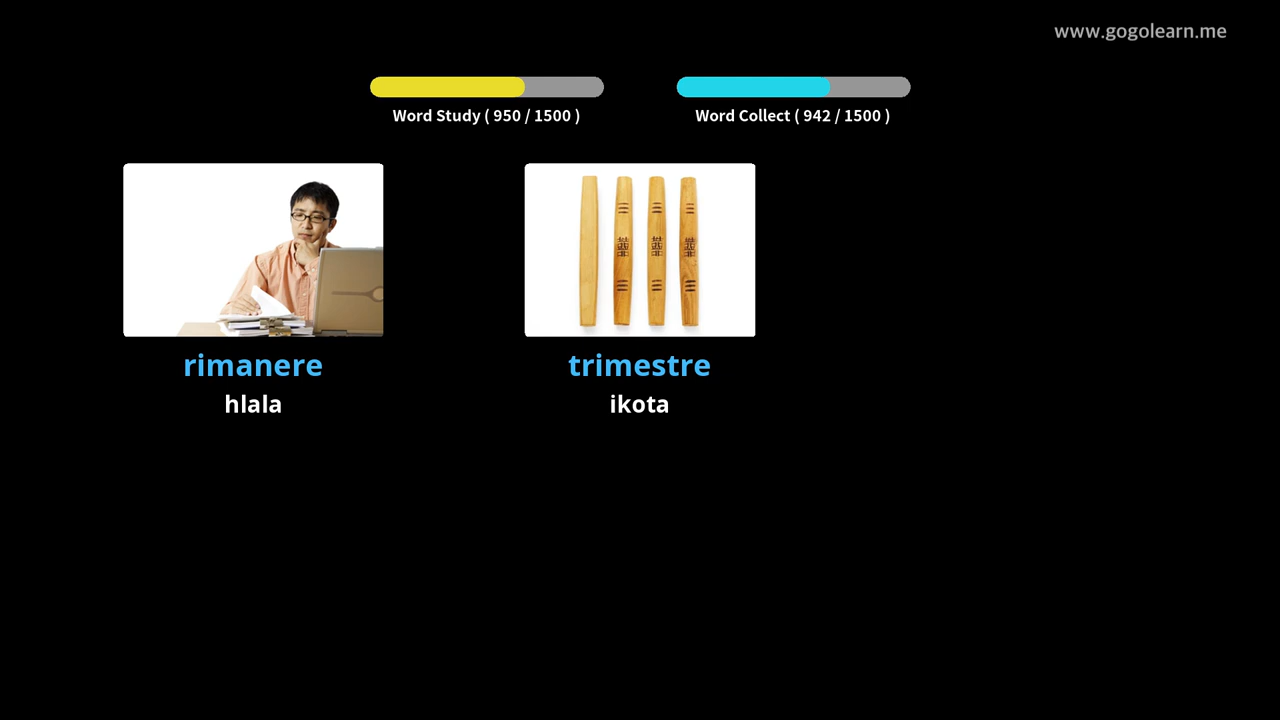 www.gogolearn.me
Word Study ( 950 / 1500 )
Word Collect ( 942 / 1500 )
rimanere
hlala
trimestre
ikota